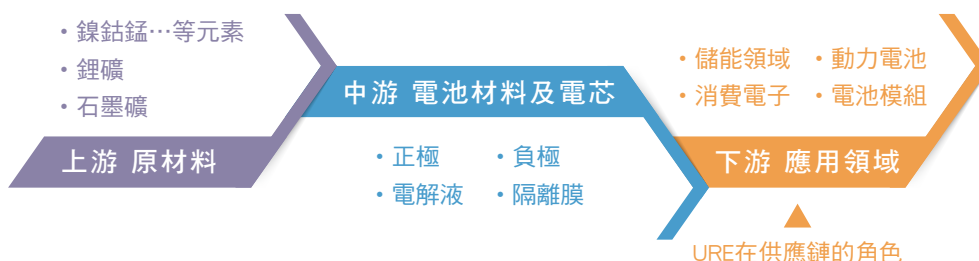 ・鎳鈷錳…等元素
・鋰礦
・石墨礦
上游 原材料
中游 電池材料及電芯
・正極 ・負極
・電解液 ・隔離膜
・儲能領域 ・動力電池
・消費電子 ・電池模組
下游 應用領域
URE在供應鏈的角色